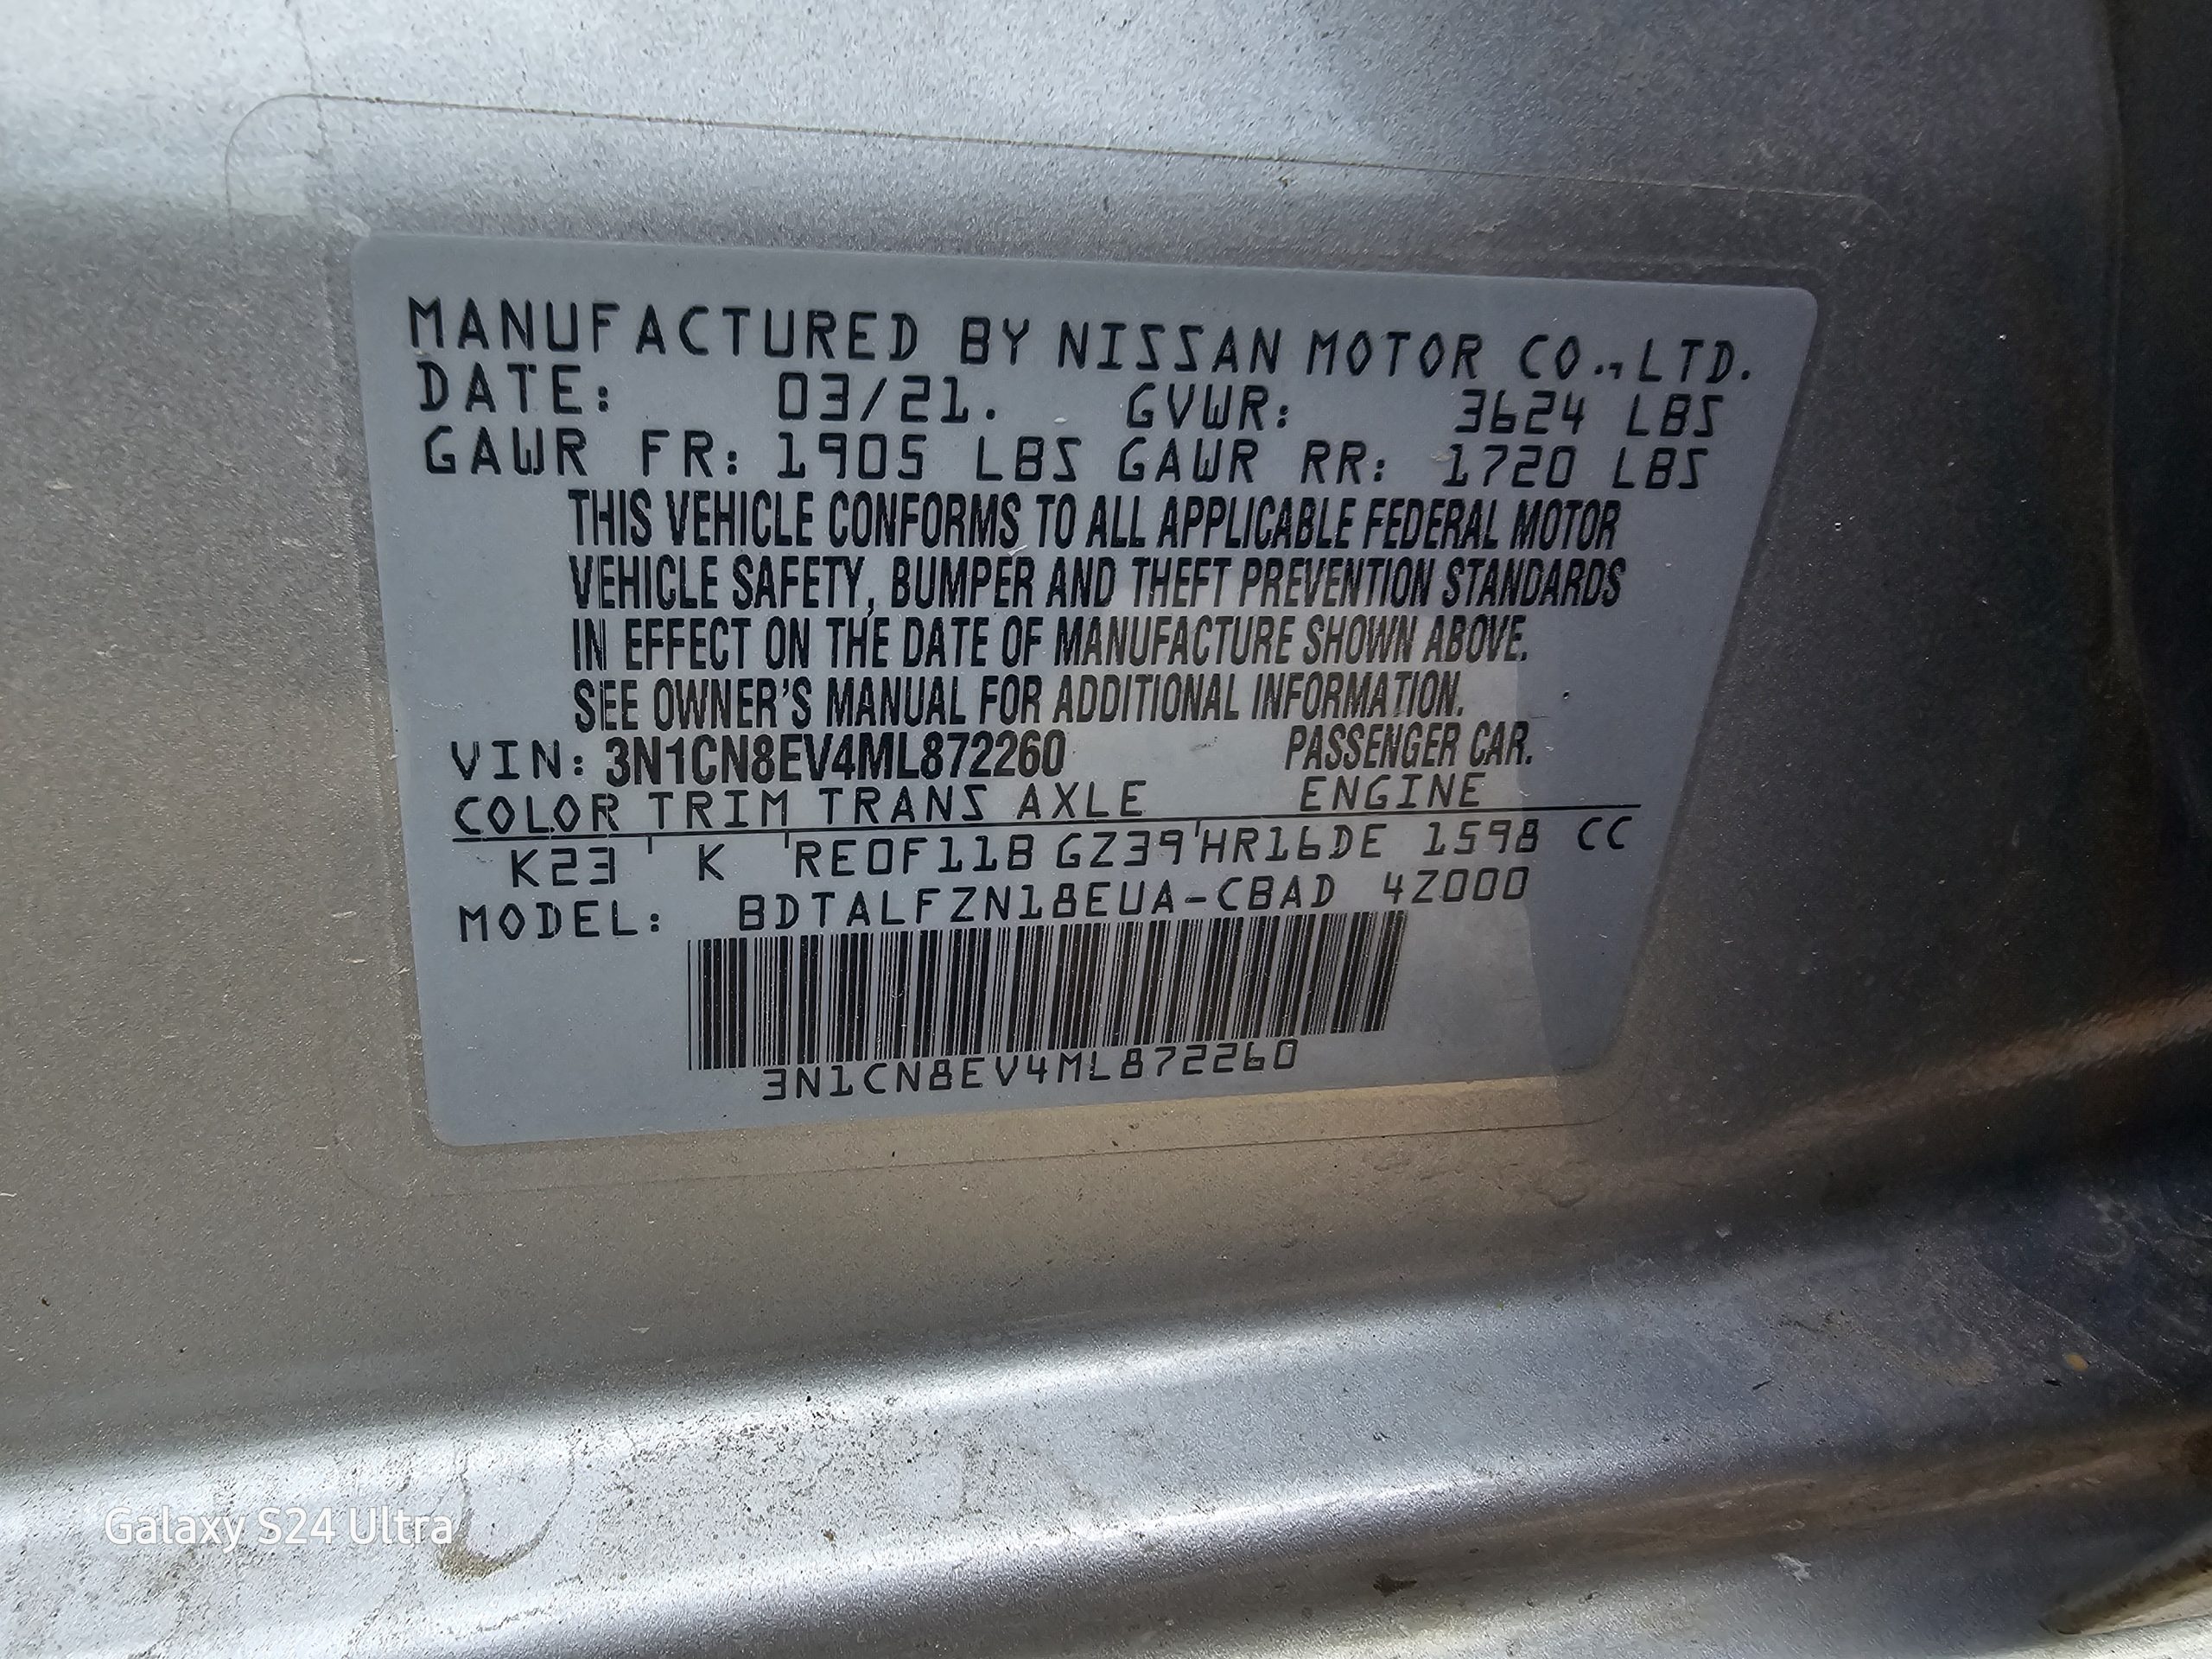 MANUFACTURED BY NISSAN MOTOR CO.,LTD.
DATE: 03/21. GVWR: 3624 LBS
GAWR FR: 1905 LBS GAWR RR: 1720 LBS
THIS VEHICLE CONFORMS TO ALL APPLICABLE FEDERAL MOTOR
VEHICLE SAFETY, BUMPER AND THEFT PREVENTION STANDARDS
IN EFFECT ON THE DATE OF MANUFACTURE SHOWN ABOVE.
SEE OWNER'S MANUAL FOR ADDITIONAL INFORMATION.
VIN: 3N1CN8EV4ML872260 PASSENGER CAR.
COLOR TRIM TRANS AXLE ENGINE
K23 K RE0F11B GZ39 HR16DE 1598 CC
MODEL: BDTALFZN18EUA-CBAD 4Z000
3N1CN8EV4ML872260
Galaxy S24 Ultra